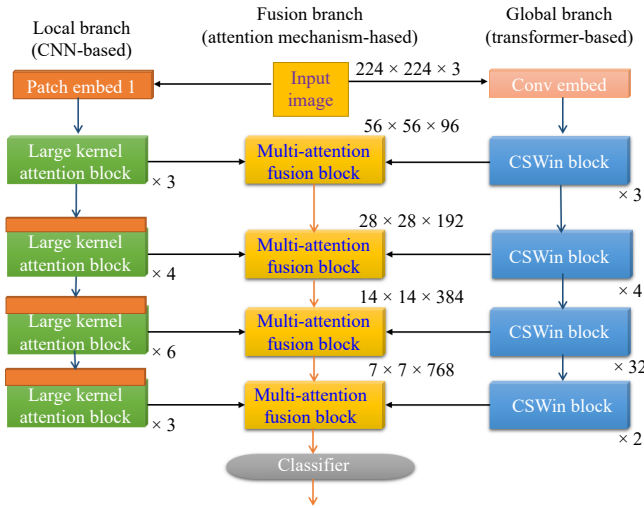 Local branch
(CNN-based)
Fusion branch
(attention mechanism-hased)
Global branch
(transformer-based)
Patch embed 1
Input
image
224 × 224 × 3
Conv embed
56 × 56 × 96
Large kernel
attention block
× 3
Multi-attention
fusion block
CSWin block
× 3
28 × 28 × 192
Large kernel
attention block
× 4
Multi-attention
fusion block
CSWin block
× 4
14 × 14 × 384
Large kernel
attention block
× 6
Multi-attention
fusion block
CSWin block
× 32
7 × 7 × 768
Large kernel
attention block
× 3
Multi-attention
fusion block
CSWin block
× 2
Classifier